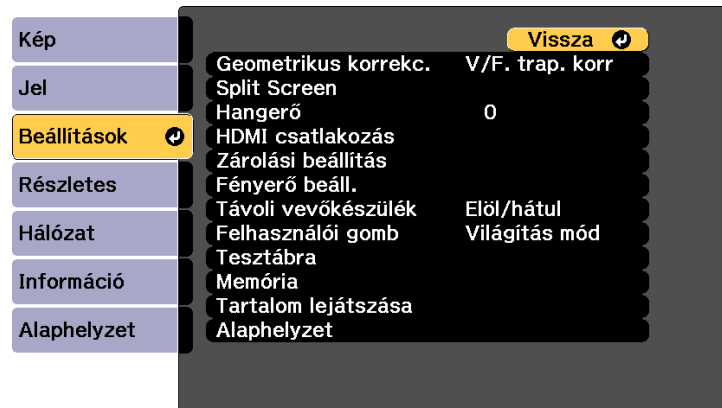 Kép
Jel
Beállítások
Részletes
Hálózat
Információ
Alaphelyzet
Vissza
Geometrikus korrekc. V/F. trap. korr
Split Screen
Hangerő 0
HDMI csatlakozás
Zárolási beállítás
Fényerő beáll.
Távoli vevőkészülék Elöl/hátul
Felhasználói gomb Világítás mód
Tesztábra
Memória
Tartalom lejátszása
Alaphelyzet